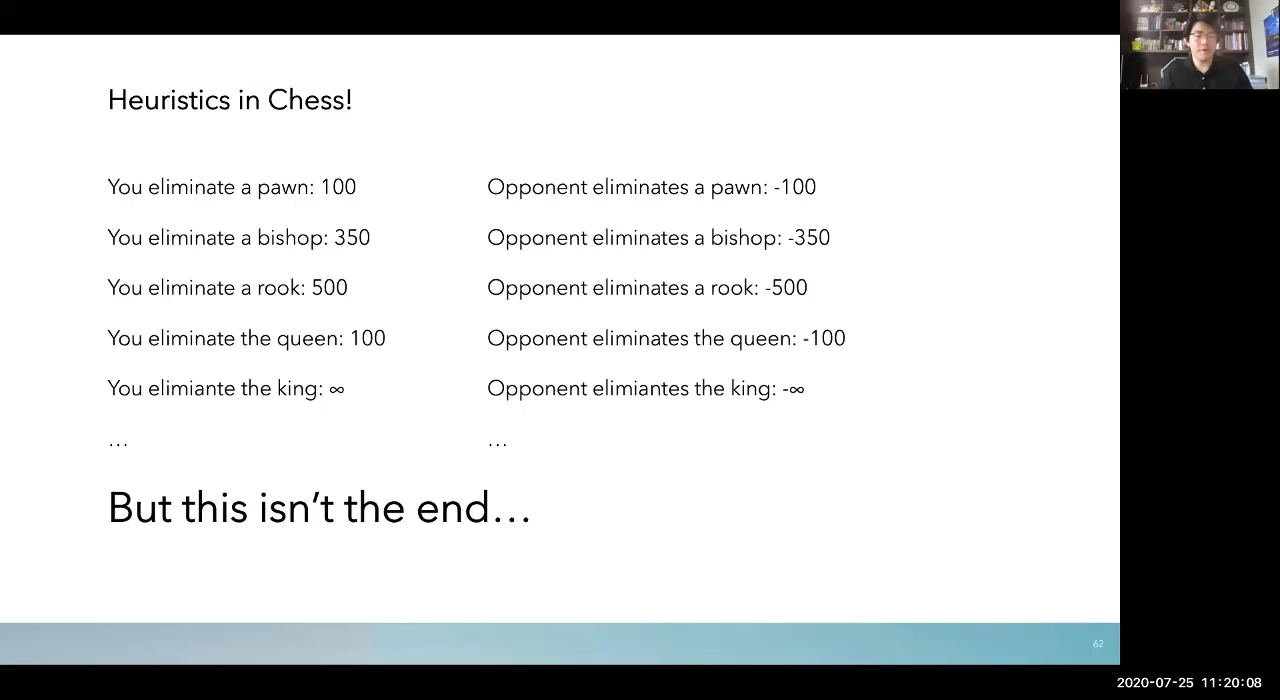 Heuristics in Chess!
You eliminate a pawn: 100
Opponent eliminates a pawn: -100
You eliminate a bishop: 350
Opponent eliminates a bishop: -350
You eliminate a rook: 500
Opponent eliminates a rook: -500
You eliminate the queen: 100
Opponent eliminates the queen: -100
You elimiante the king: ∞
Opponent elimiantes the king: -∞
…
…
But this isn’t the end…
62
2020-07-25 11:20:08